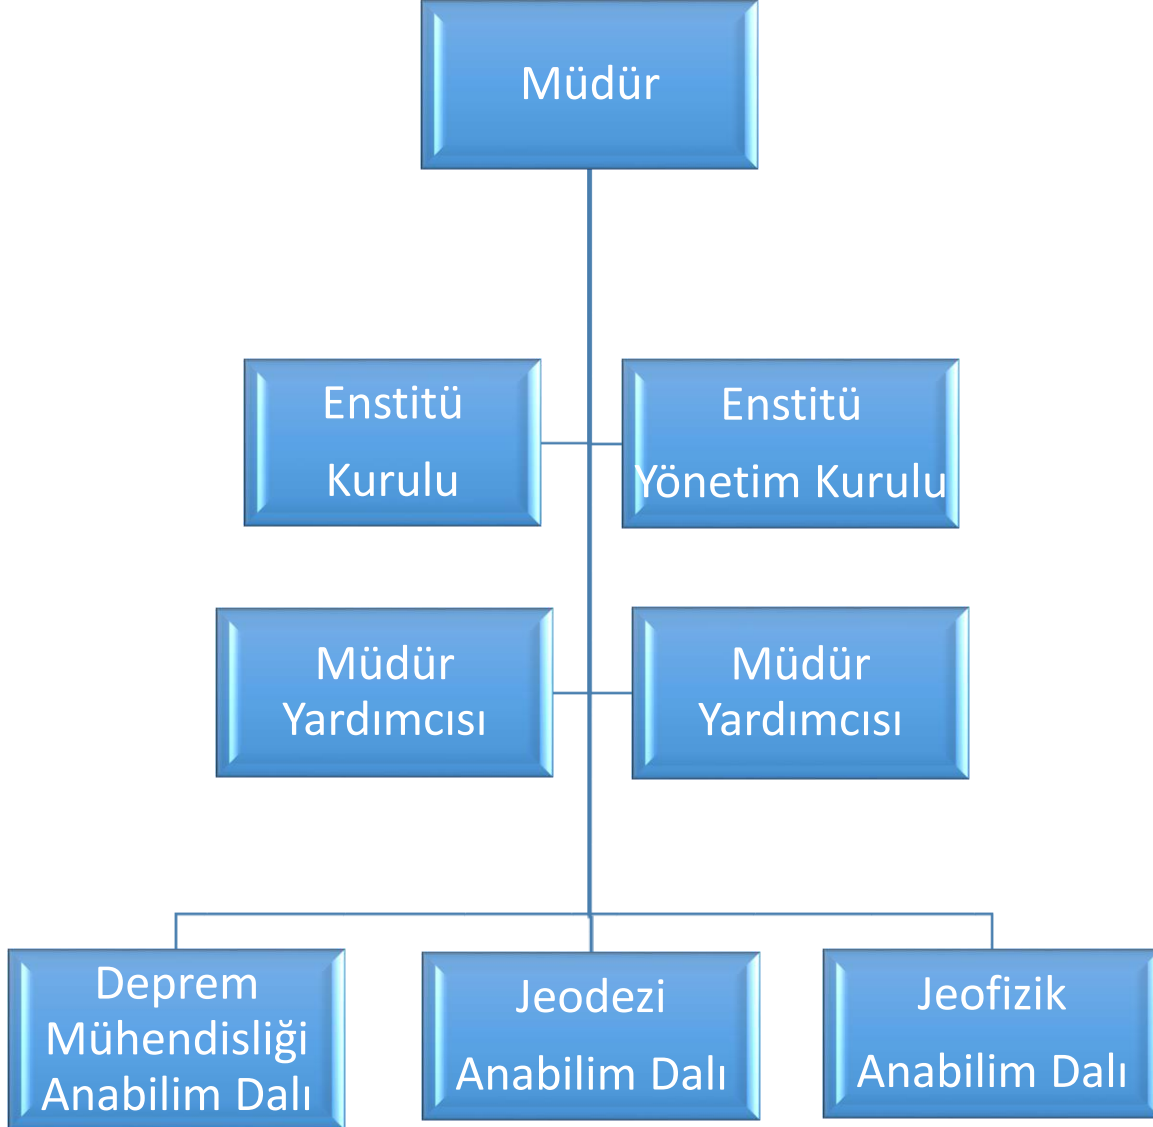 Müdür
Enstitü
Kurulu
Enstitü
Yönetim Kurulu
Müdür
Yardımcısı
Müdür
Yardımcısı
Deprem
Mühendisliği
Anabilim Dalı
Jeodezi
Anabilim Dalı
Jeofizik
Anabilim Dalı